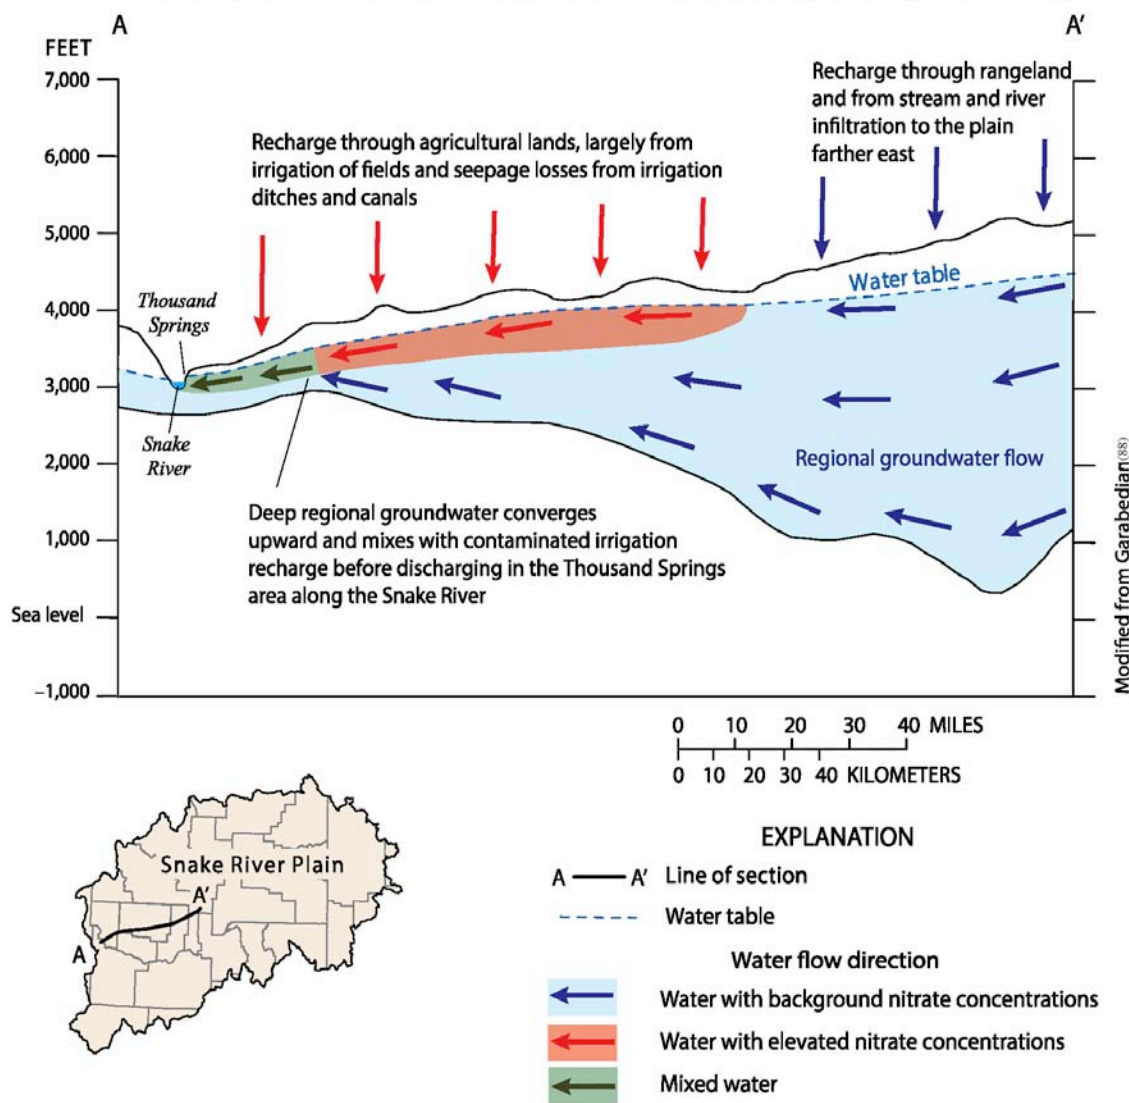 A
A'
FEET
7,000
6,000
5,000
4,000
3,000
2,000
1,000
Sea level
–1,000
Recharge through agricultural lands, largely from
irrigation of fields and seepage losses from irrigation
ditches and canals
Recharge through rangeland
and from stream and river
infiltration to the plain
farther east
Thousand
Springs
Water table
Snake
River
Regional groundwater flow
Deep regional groundwater converges
upward and mixes with contaminated irrigation
recharge before discharging in the Thousand Springs
area along the Snake River
Modified from Garabedian(88)
0 10 20 30 40 MILES
0 10 20 30 40 KILOMETERS
Snake River Plain
A'
A
EXPLANATION
A A' Line of section
Water table
Water flow direction
Water with background nitrate concentrations
Water with elevated nitrate concentrations
Mixed water